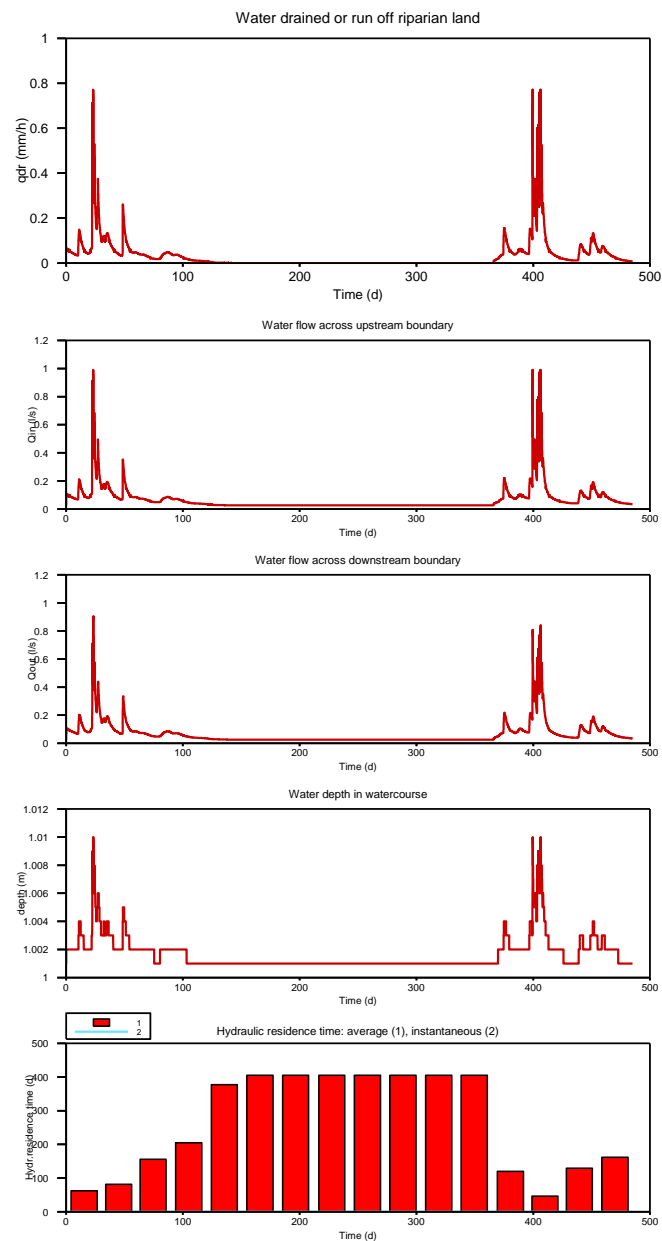 Water drained or run off riparian land
1
0.8
0.6
0.4
0.2
0
qdr (mm/h)
0 100 200 300 400 500
Time (d)
Water flow across upstream boundary
1.2
1
0.8
0.6
0.4
0.2
0
Qin (l/s)
0 100 200 300 400 500
Time (d)
Water flow across downstream boundary
1.2
1
0.8
0.6
0.4
0.2
0
Qout (l/s)
0 100 200 300 400 500
Time (d)
Water depth in watercourse
1.012
1.01
1.008
1.006
1.004
1.002
1
depth (m)
0 100 200 300 400 500
Time (d)
1
2
Hydraulic residence time: average (1), instantaneous (2)
500
400
300
200
100
0
Hydr.residence time (d)
0 100 200 300 400 500
Time (d)